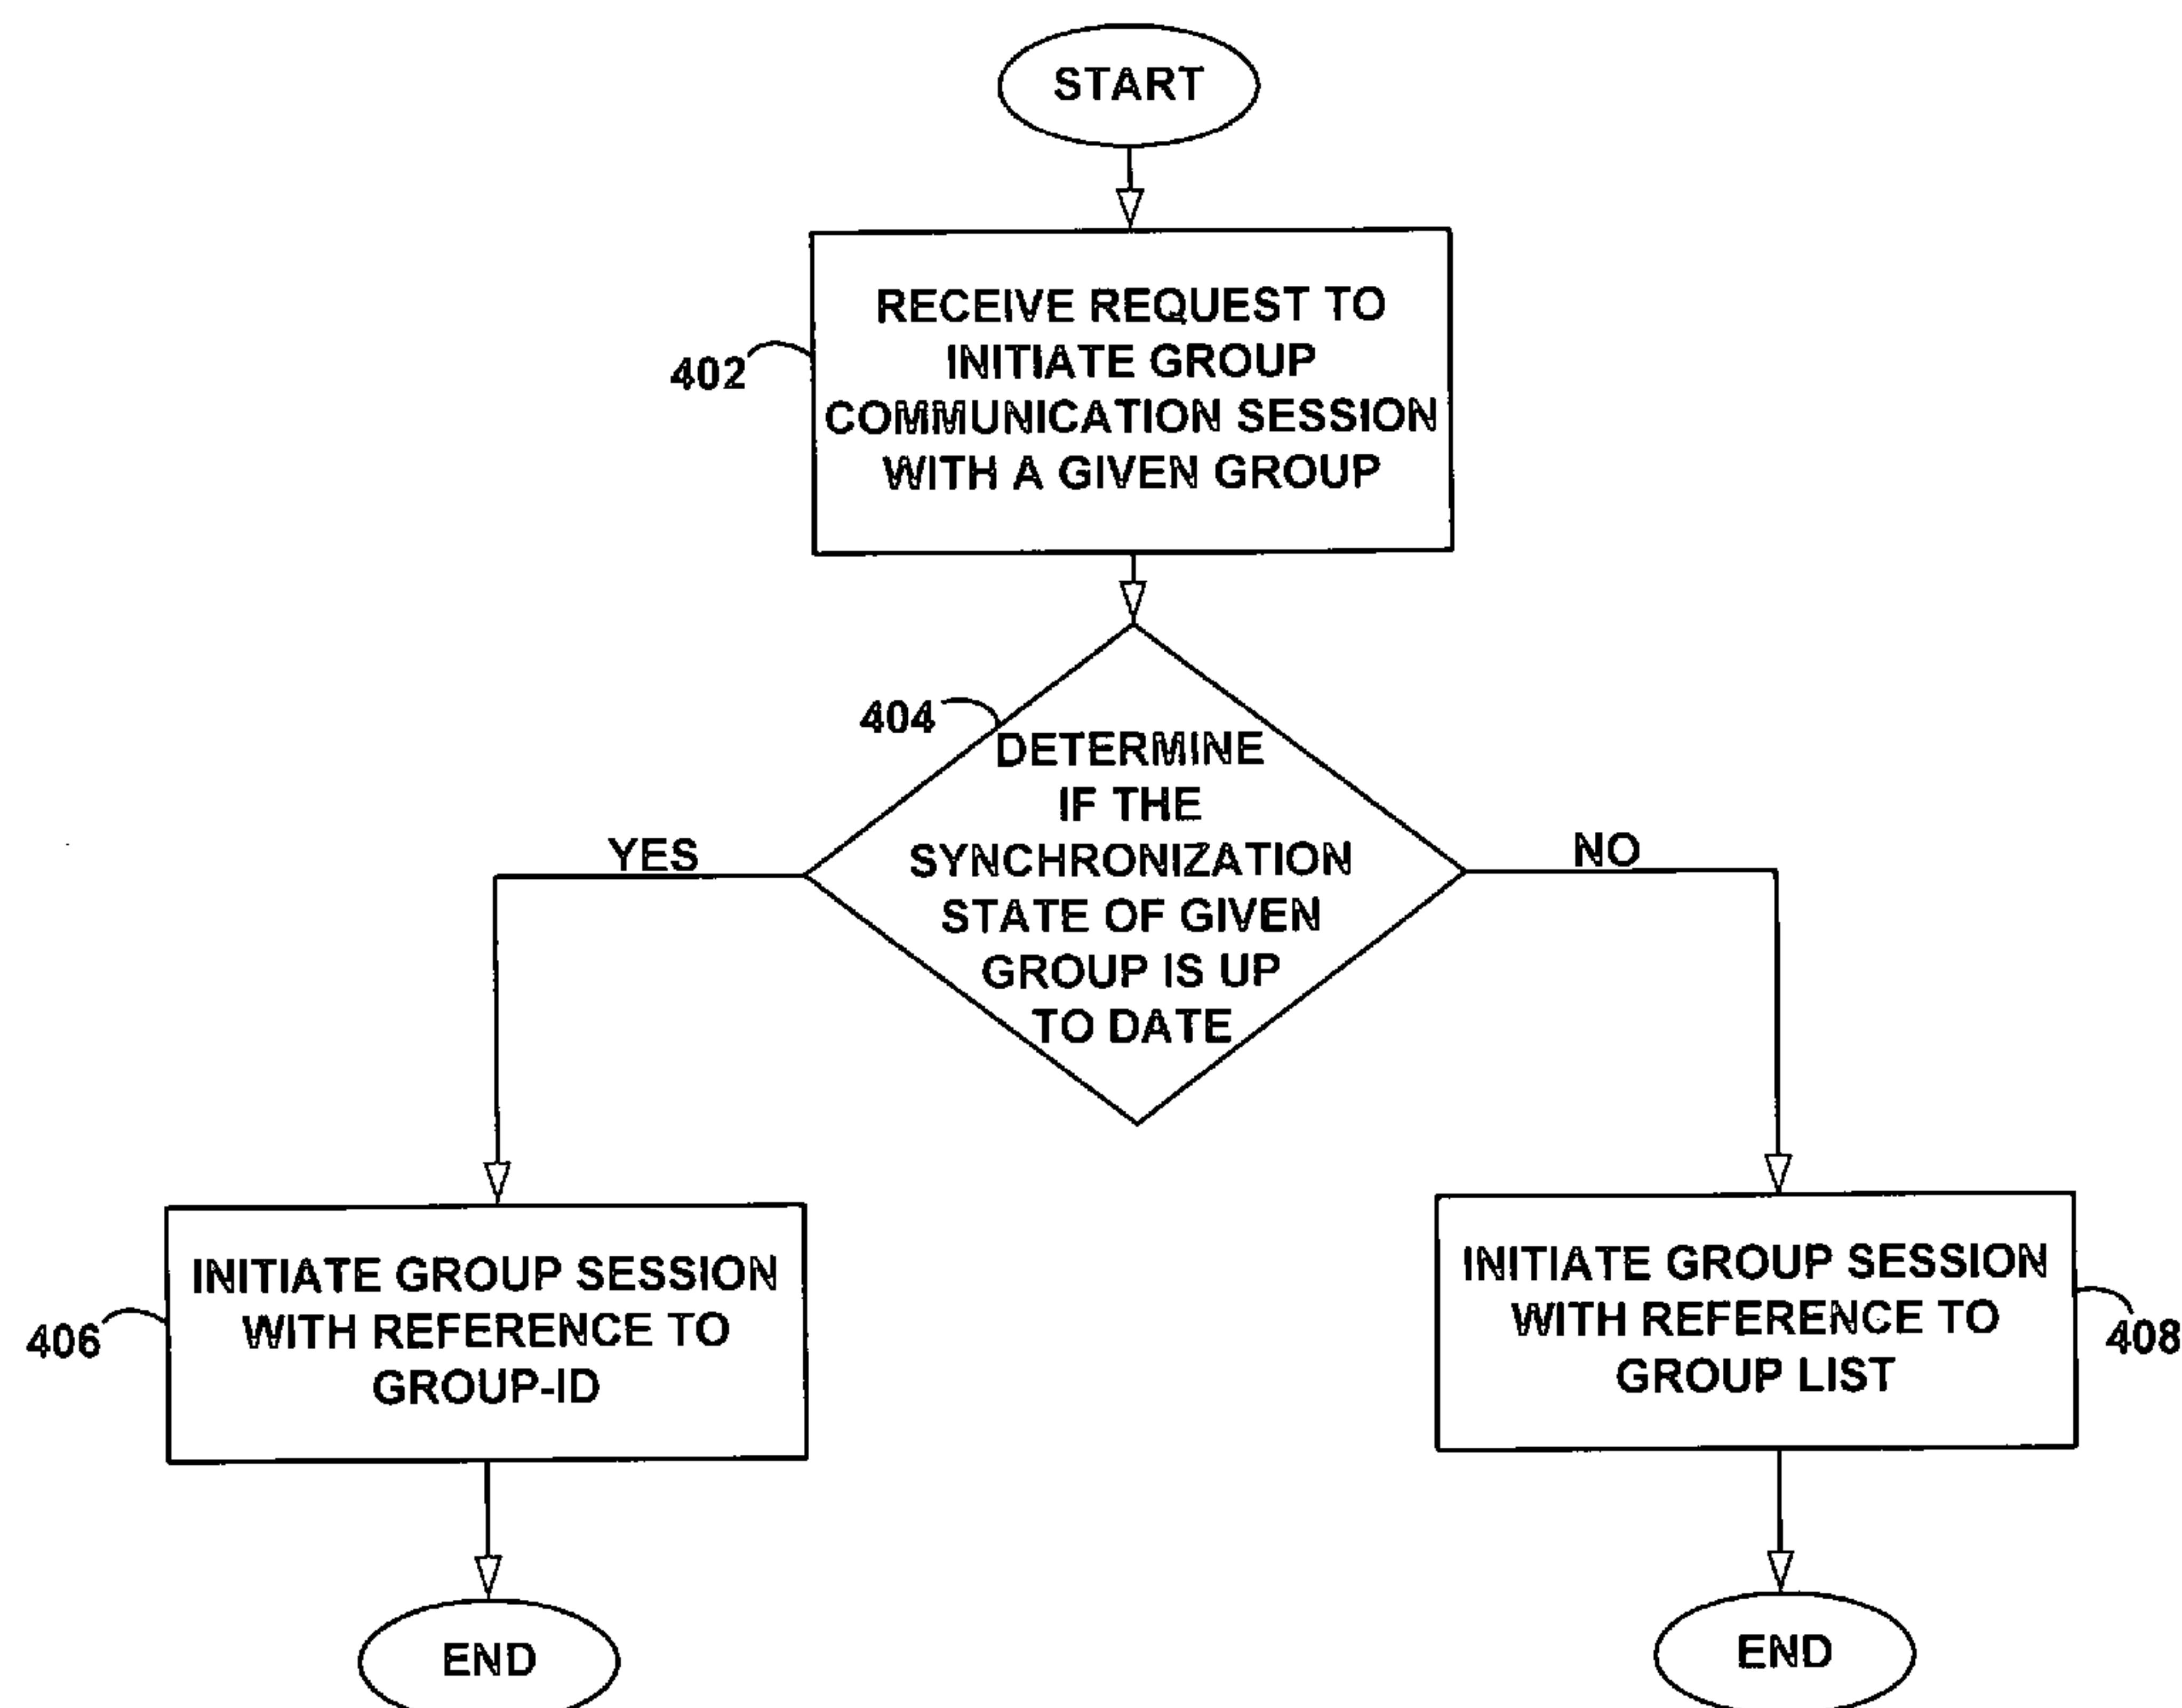 START
RECEIVE REQUEST TO
INITIATE GROUP
COMMUNICATION SESSION
WITH A GIVEN GROUP
402
404
DETERMINE
IF THE
SYNCHRONIZATION
STATE OF GIVEN
GROUP IS UP
TO DATE
YES
NO
INITIATE GROUP SESSION
WITH REFERENCE TO
GROUP-ID
406
INITIATE GROUP SESSION
WITH REFERENCE TO
GROUP LIST
408
END
END